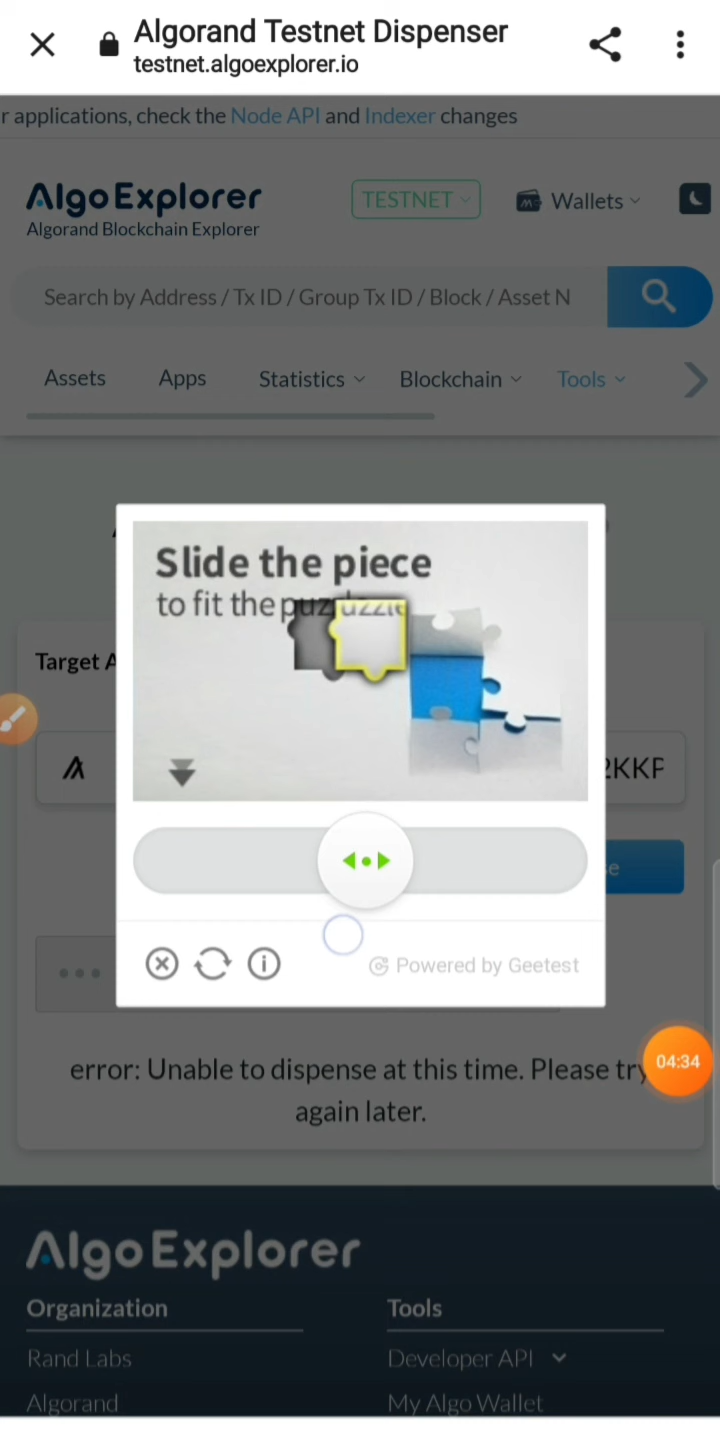 Algorand Testnet Dispenser
testnet.algoexplorer.io
r applications, check the Node API and Indexer changes
AlgoExplorer
Algorand Blockchain Explorer
TESTNET
Wallets
Search by Address / Tx ID / Group Tx ID / Block / Asset N
Assets Apps Statistics Blockchain Tools
Slide the piece
to fit the puzzle
Target A
2KKF
e
Powered by Geetest
04:34
error: Unable to dispense at this time. Please try
again later.
AlgoExplorer
Organization
Tools
Rand Labs
Developer API
Algorand
My Algo Wallet